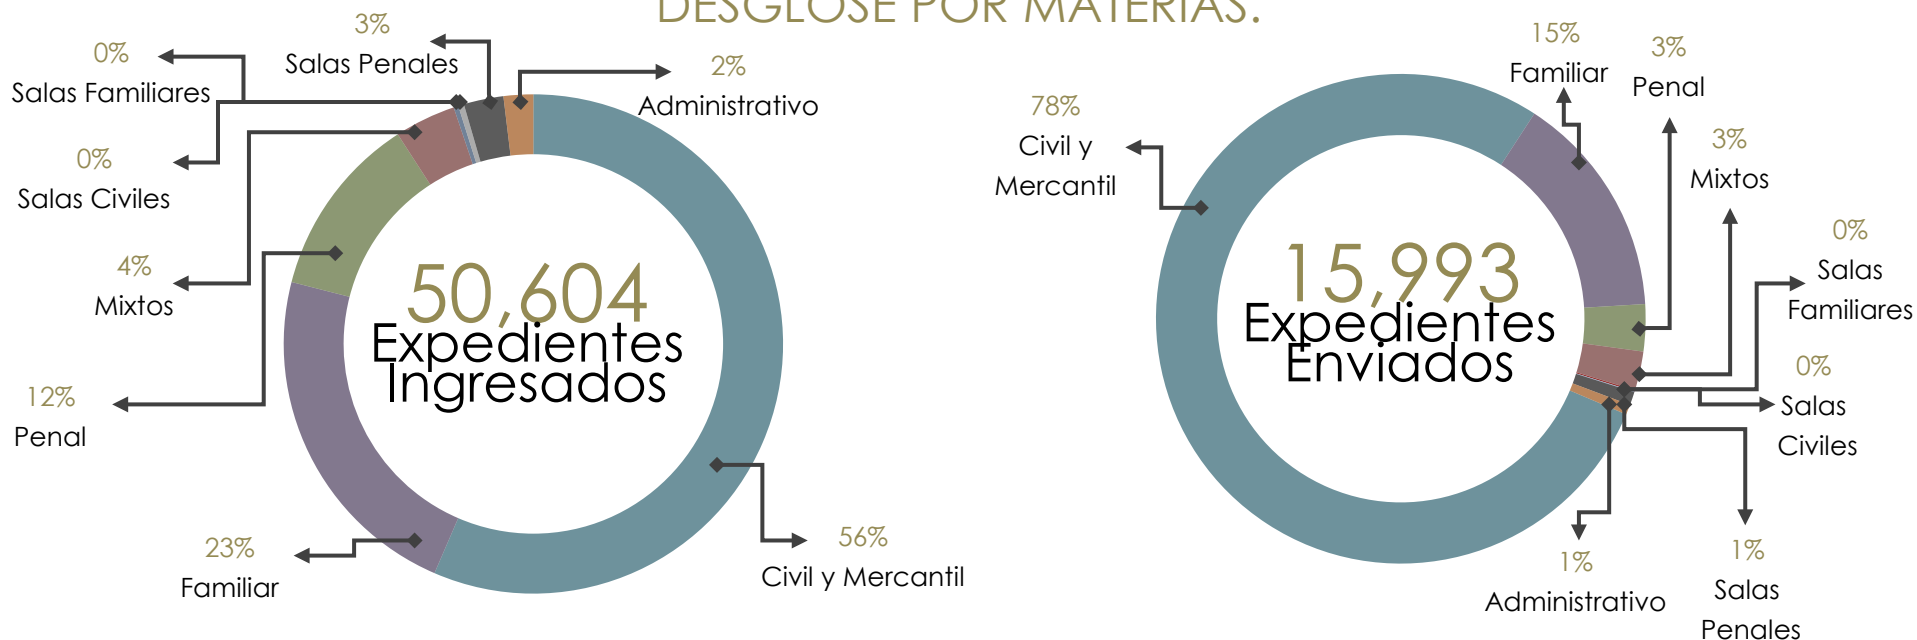 DESGLOSE POR MATERIAS.
3%
Salas Penales
0%
Salas Familiares
2%
Administrativo
0%
Salas Civiles
4%
Mixtos
12%
Penal
50,604
Expedientes
Ingresados
23%
Familiar
56%
Civil y Mercantil
15%
Familiar
3%
Penal
78%
Civil y
Mercantil
3%
Mixtos
0%
Salas
Familiares
15,993
Expedientes
Enviados
0%
Salas
Civiles
1%
Administrativo
1%
Salas
Penales